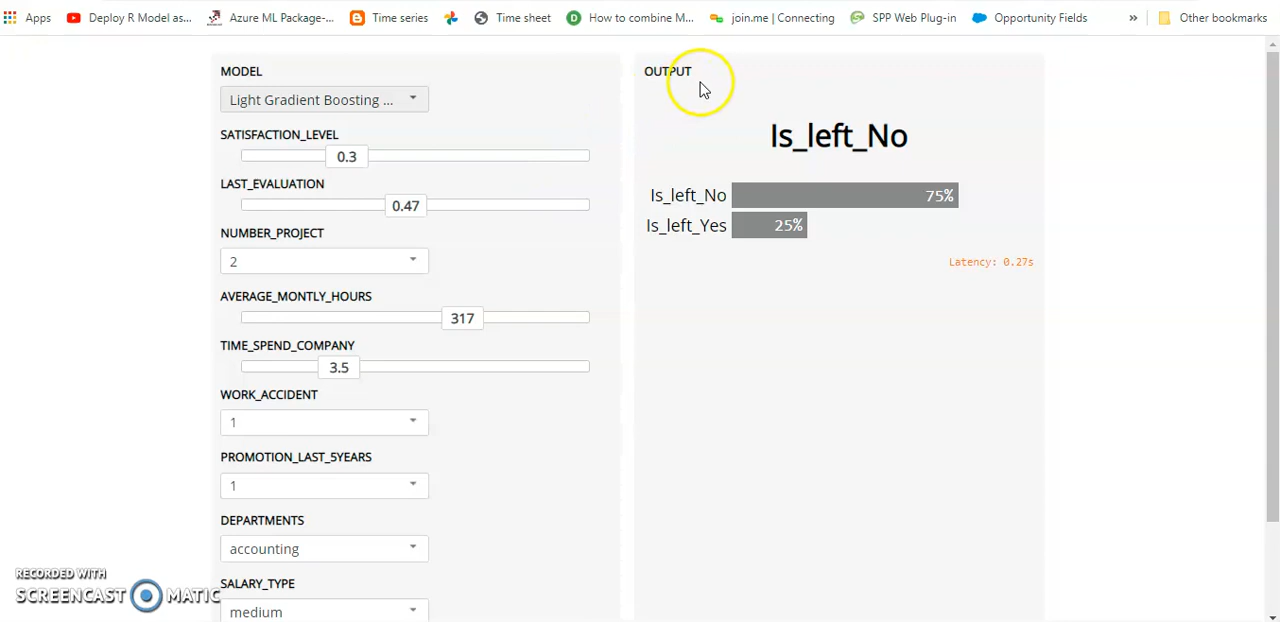 Apps Deploy R Model as... Azure ML Package-... Time series Time sheet How to combine M... join.me | Connecting SPP Web Plug-in Opportunity Fields » Other bookmarks
MODEL
Light Gradient Boosting ...
SATISFACTION_LEVEL
0.3
LAST_EVALUATION
0.47
NUMBER_PROJECT
2
AVERAGE_MONTLY_HOURS
317
TIME_SPEND_COMPANY
3.5
WORK_ACCIDENT
1
PROMOTION_LAST_5YEARS
1
DEPARTMENTS
accounting
SALARY_TYPE
medium
OUTPUT
Is_left_No
Is_left_No 75%
Is_left_Yes 25%
Latency: 0.27s
RECORDED WITH
SCREENCAST MATIC